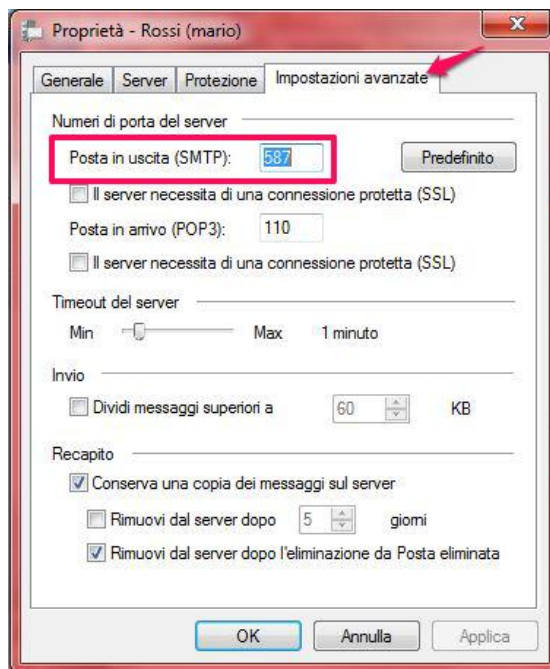 Proprietà - Rossi (mario)
Generale Server Protezione Impostazioni avanzate
Numeri di porta del server
Posta in uscita (SMTP): 587 Predefinito
Il server necessita di una connessione protetta (SSL)
Posta in arrivo (POP3): 110
Il server necessita di una connessione protetta (SSL)
Timeout del server
Min Max 1 minuto
Invio
Dividi messaggi superiori a 60 KB
Recapito
Conserva una copia dei messaggi sul server
Rimuovi dal server dopo 5 giorni
Rimuovi dal server dopo l'eliminazione da Posta eliminata
OK Annulla Applica